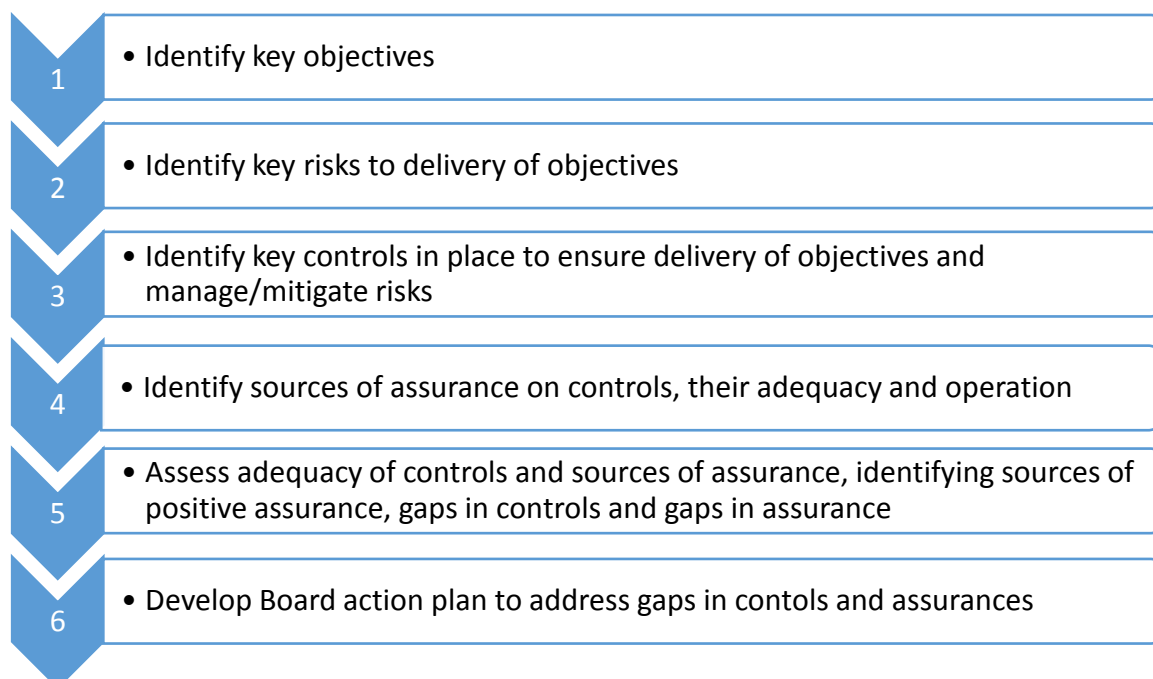 1
• Identify key objectives
2
• Identify key risks to delivery of objectives
3
• Identify key controls in place to ensure delivery of objectives and
manage/mitigate risks
4
• Identify sources of assurance on controls, their adequacy and operation
5
• Assess adequacy of controls and sources of assurance, identifying sources of
positive assurance, gaps in controls and gaps in assurance
6
• Develop Board action plan to address gaps in contols and assurances